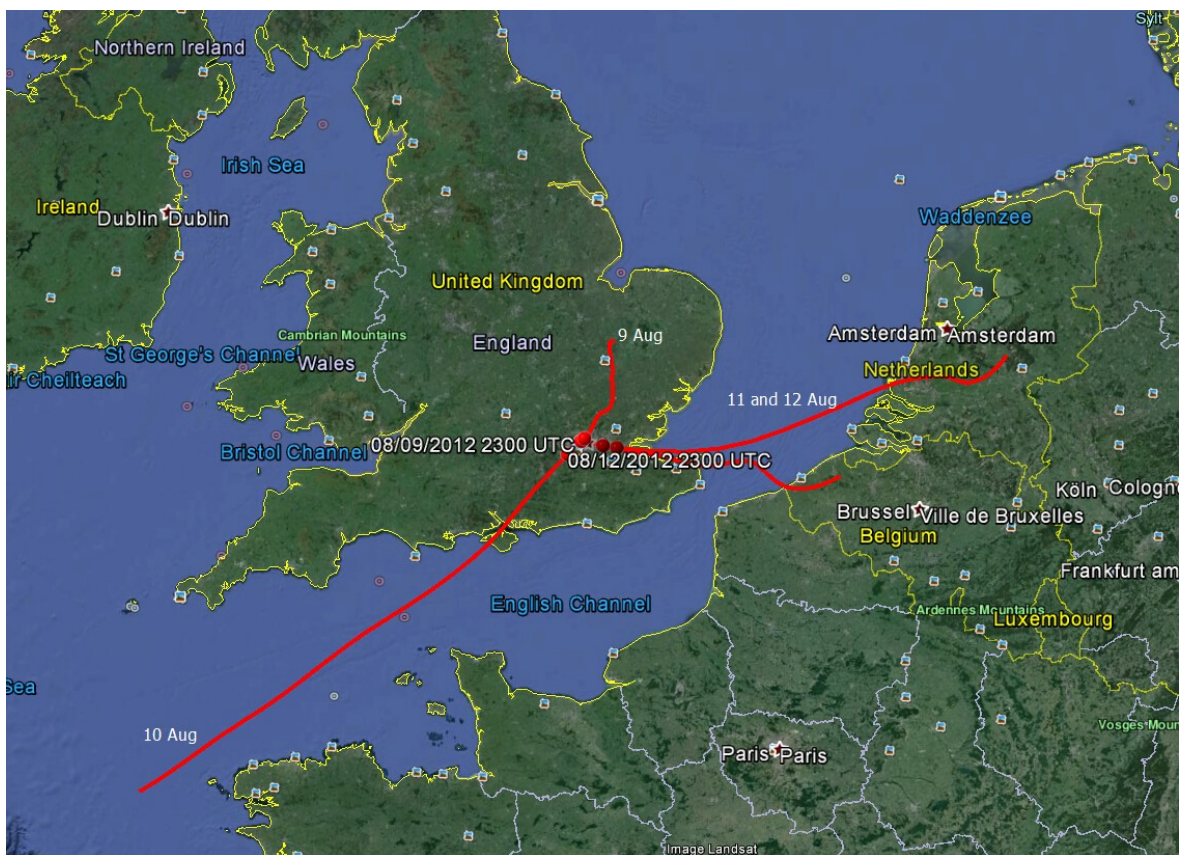 Sylt
Northern Ireland
Irish Sea
Ireland
Dublin Dublin
Waddenzee
United Kingdom
Cambrian Mountains
England
9 Aug
Amsterdam Amsterdam
St George's Channel
Wales
Netherlands
ir-Cheilteach
11 and 12 Aug
Bristol Channel
08/09/2012 2300 UTC
08/12/2012 2300 UTC
Köln Cologne
Brussel Ville de Bruxelles
Belgium
Frankfurt am
English Channel
Ardennes Mountains
Luxembourg
Sea
10 Aug
Vosges Moun
Paris Paris
Image Landsat